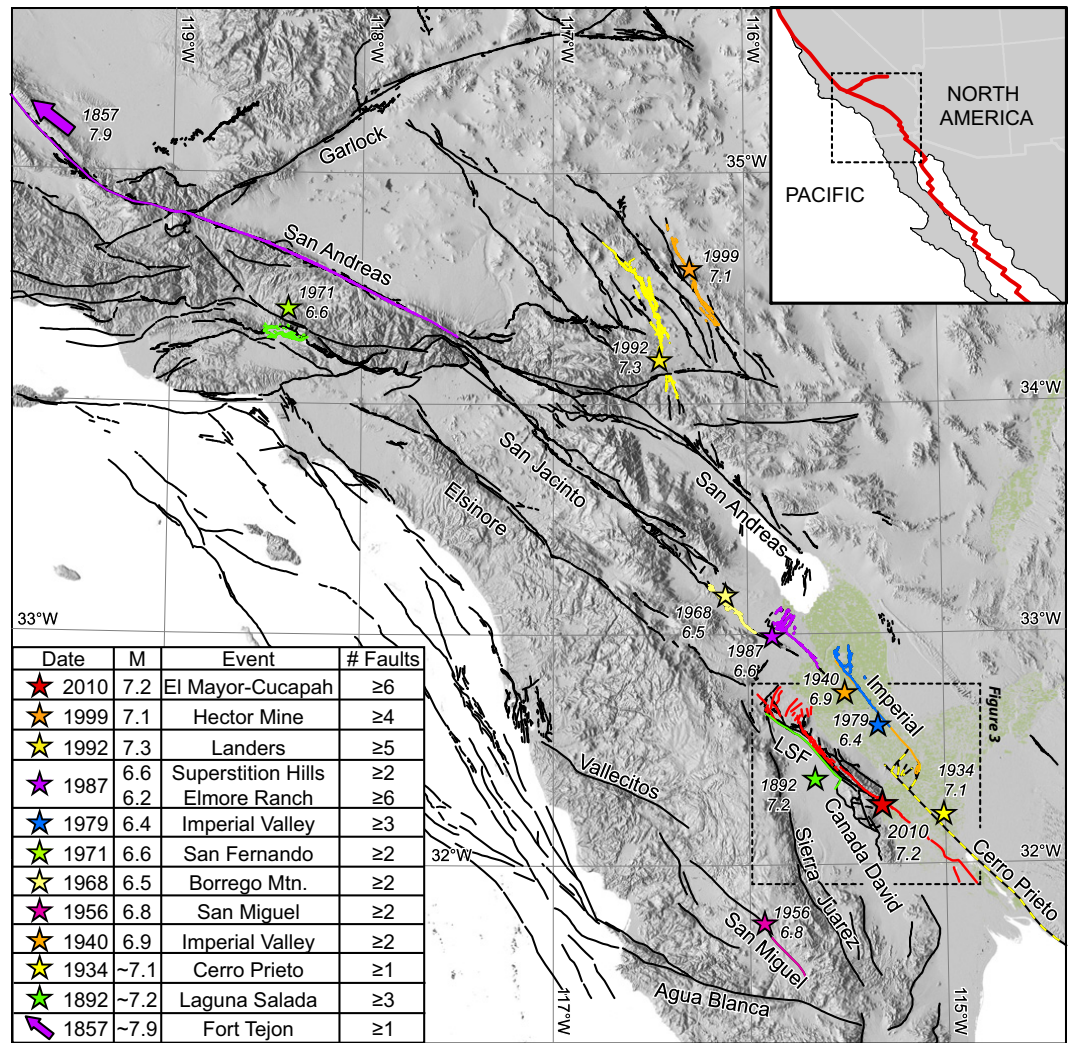 119°W
118°W
117°W
116°W
NORTH
AMERICA
PACIFIC
1857
7.9
Garlock
35°W
San Andreas
1999
7.1
1971
6.6
1992
7.3
34°W
San Jacinto
Elsinore
San Andreas
1968
6.5
33°W
33°W
1987
6.6
1940
6.9
Imperial
1979
6.4
Figure 3
LSF
1892
7.2
1934
7.1
Vallecitos
Canada David
2010
7.2
32°W
32°W
Cerro Prieto
Sierra Juarez
1956
6.8
San Miguel
Agua Blanca
117°W
115°W
Date M Event # Faults
2010 7.2 El Mayor-Cucapah ≥6
1999 7.1 Hector Mine ≥4
1992 7.3 Landers ≥5
1987 6.6 Superstition Hills ≥2
6.2 Elmore Ranch ≥6
1979 6.4 Imperial Valley ≥3
1971 6.6 San Fernando ≥2
1968 6.5 Borrego Mtn. ≥2
1956 6.8 San Miguel ≥2
1940 6.9 Imperial Valley ≥2
1934 ~7.1 Cerro Prieto ≥1
1892 ~7.2 Laguna Salada ≥3
1857 ~7.9 Fort Tejon ≥1